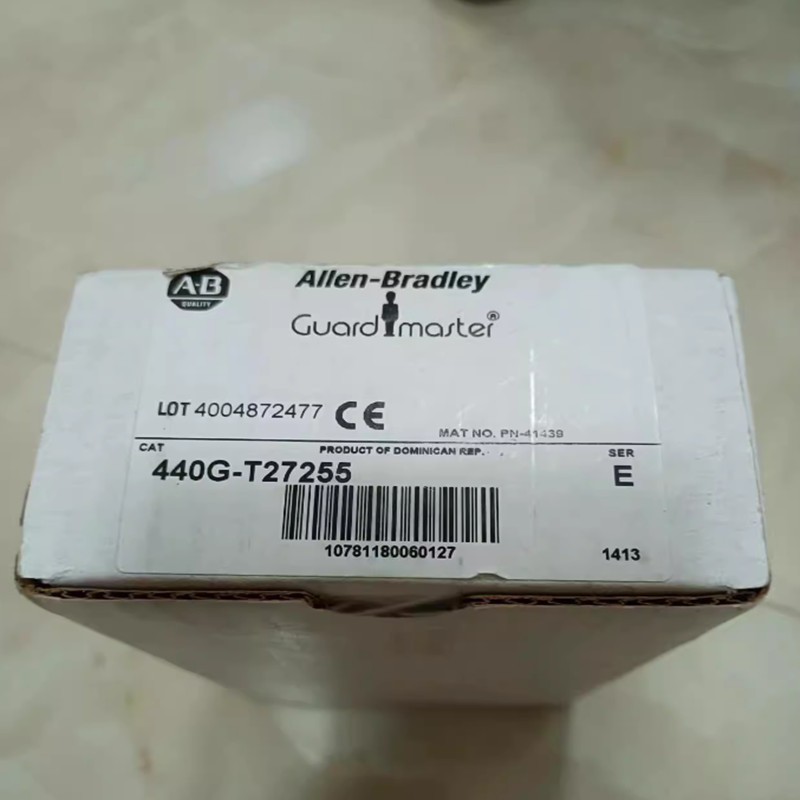 A·B
QUALITY
Allen-Bradley
Guardmaster®
LOT 4004872477 CE
MAT NO. PN-41439
CAT PRODUCT OF DOMINICAN REP. SER
440G-T27255 E
10781180060127
1413